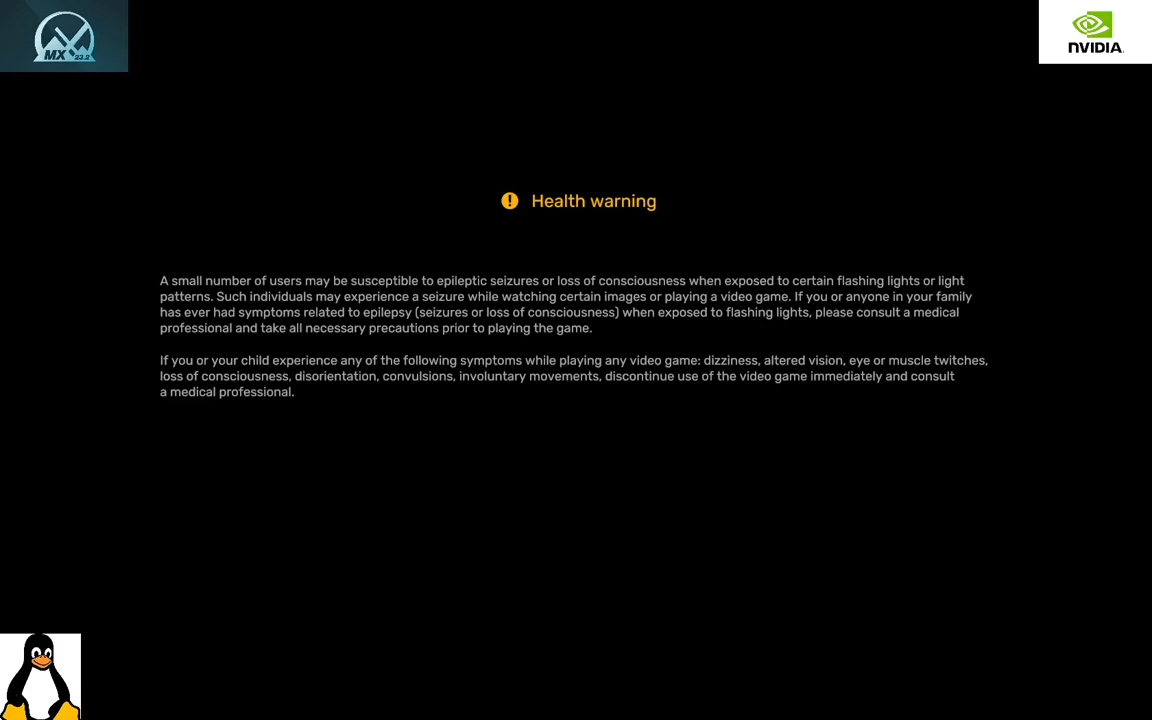 MX 23.2
NVIDIA.
Health warning
A small number of users may be susceptible to epileptic seizures or loss of consciousness when exposed to certain flashing lights or light
patterns. Such individuals may experience a seizure while watching certain images or playing a video game. If you or anyone in your family
has ever had symptoms related to epilepsy (seizures or loss of consciousness) when exposed to flashing lights, please consult a medical
professional and take all necessary precautions prior to playing the game.
If you or your child experience any of the following symptoms while playing any video game: dizziness, altered vision, eye or muscle twitches,
loss of consciousness, disorientation, convulsions, involuntary movements, discontinue use of the video game immediately and consult
a medical professional.